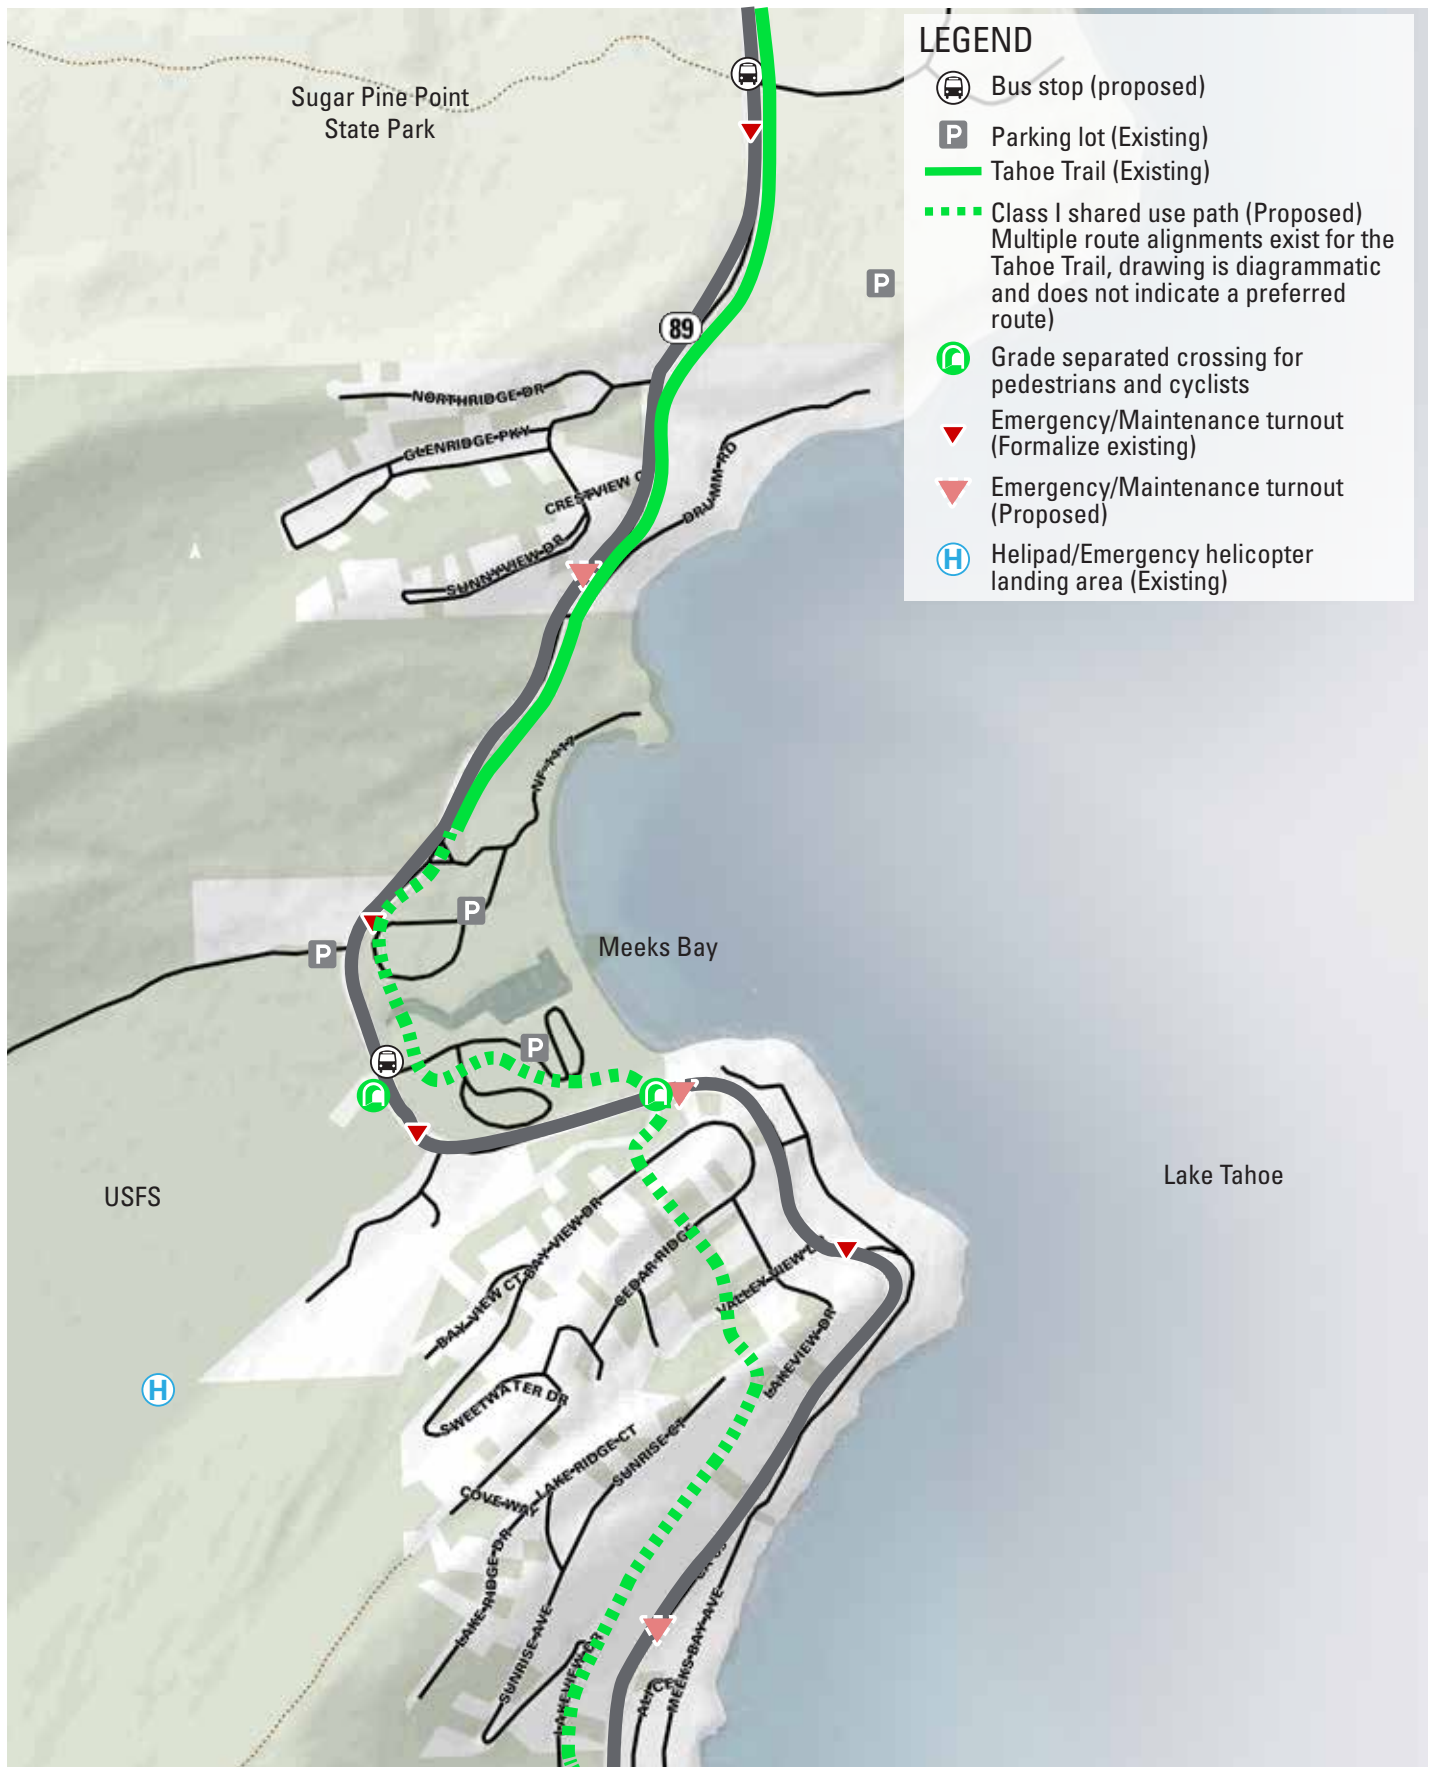 Sugar Pine Point
State Park
LEGEND
Bus stop (proposed)
P
Parking lot (Existing)
Tahoe Trail (Existing)
Class I shared use path (Proposed)
Multiple route alignments exist for the
Tahoe Trail, drawing is diagrammatic
and does not indicate a preferred
route)
Grade separated crossing for
pedestrians and cyclists
Emergency/Maintenance turnout
(Formalize existing)
Emergency/Maintenance turnout
(Proposed)
H
Helipad/Emergency helicopter
landing area (Existing)
P
89
NORTHRIDGE DR
GLENRIDGE PKY
CRESTVIEW
DRUMM RD
SUNNYVIEW DR
P
P
Meeks Bay
P
USFS
Lake Tahoe
BAY VIEW DR
BAY VIEW CT
CEDAR RIDGE
VALLEY VIEW
LAKEVIEW DR
H
SWEETWATER DR
LAKE RIDGE CT
SUNRISE CT
COVE WAY
LAKE RIDGE DR
SUNRISE AVE
LAKEVIEW
MEEKS BAY AVE